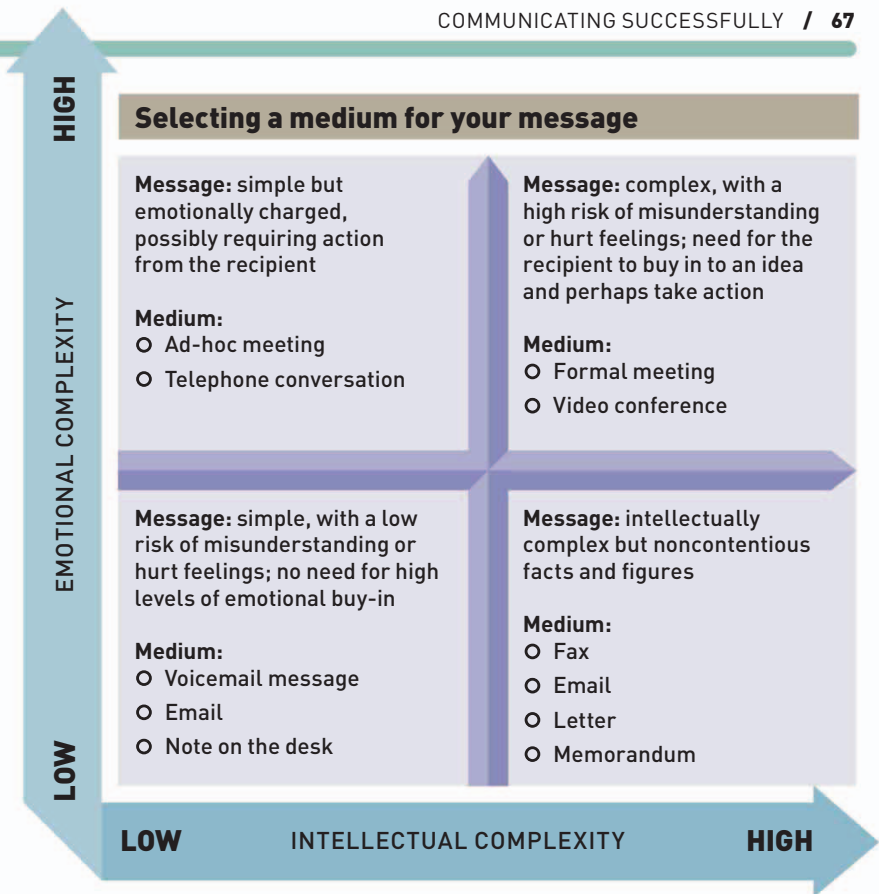 COMMUNICATING SUCCESSFULLY / 67
HIGH
EMOTIONAL COMPLEXITY
LOW
Selecting a medium for your message
Message: simple but
emotionally charged,
possibly requiring action
from the recipient
Medium:
Ad-hoc meeting
Telephone conversation
Message: complex, with a
high risk of misunderstanding
or hurt feelings; need for the
recipient to buy in to an idea
and perhaps take action
Medium:
Formal meeting
Video conference
Message: simple, with a low
risk of misunderstanding or
hurt feelings; no need for high
levels of emotional buy-in
Medium:
Voicemail message
Email
Note on the desk
Message: intellectually
complex but noncontentious
facts and figures
Medium:
Fax
Email
Letter
Memorandum
LOW INTELLECTUAL COMPLEXITY HIGH